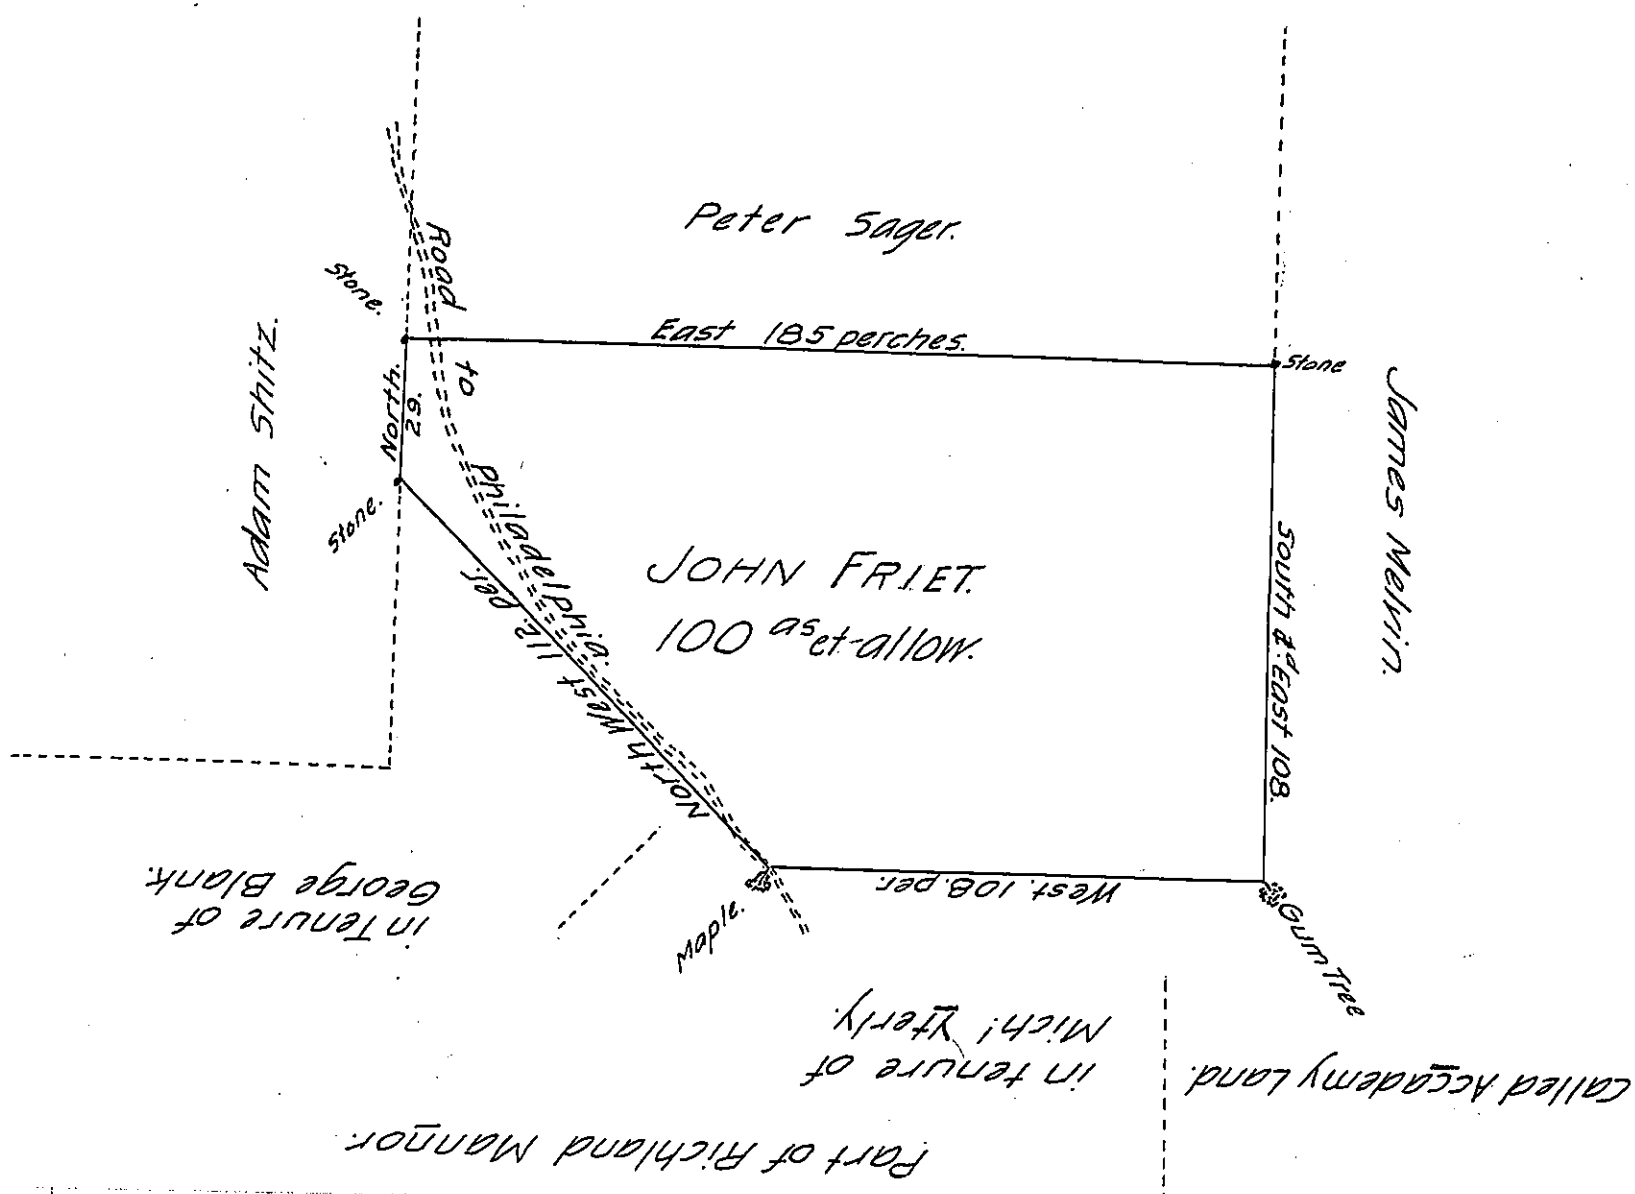 Peter Sager.
Road to Philadelphia.
Stone.
East 185 perches.
Stone
North.
29.
Adam Shitz.
Stone.
James Melvin.
JOHN FRIET.
100 as et-allow.
North West 112. per.
South East 108.
West. 108. per.
Maple.
Gum Tree
in Tenure of
George Blank.
in tenure of
Mich! Yterly.
Called Accademy Land.
Part of Richland Mannor